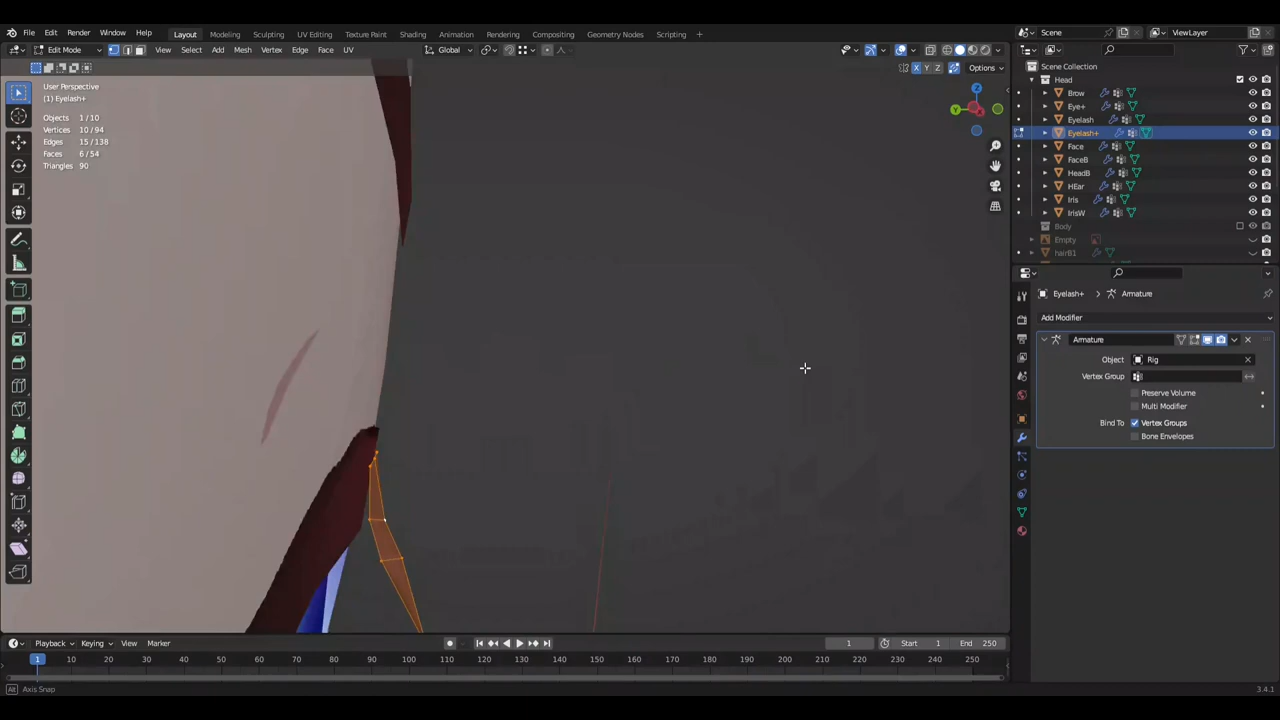 File Edit Render Window Help Layout Modeling Sculpting UV Editing Texture Paint Shading Animation Rendering Compositing Geometry Nodes Scripting Scene ViewLayer
Edit Mode View Select Add Mesh Vertex Edge Face UV Global
X Y Z Options
User Perspective
(1) Eyelash+
Objects 1/10
Vertices 10/94
Edges 15/138
Faces 6/54
Triangles 90
Z
Y
Scene Collection
Head
Brow
Eye+
Eyelash
Eyelash+
Face
FaceB
HeadB
HEar
Iris
IrisW
Body
Empty
hairB1
Eyelash+ > Armature
Add Modifier
Armature
Object Rig
Vertex Group
Preserve Volume
Multi Modifier
Bind To Vertex Groups
Bone Envelopes
Playback Keying View Marker 1 Start 1 End 250
1 10 20 30 40 50 60 70 80 90 100 110 120 130 140 150 160 170 180 190 200 210 220 230 240 250
Alt Axis Snap 3.4.1